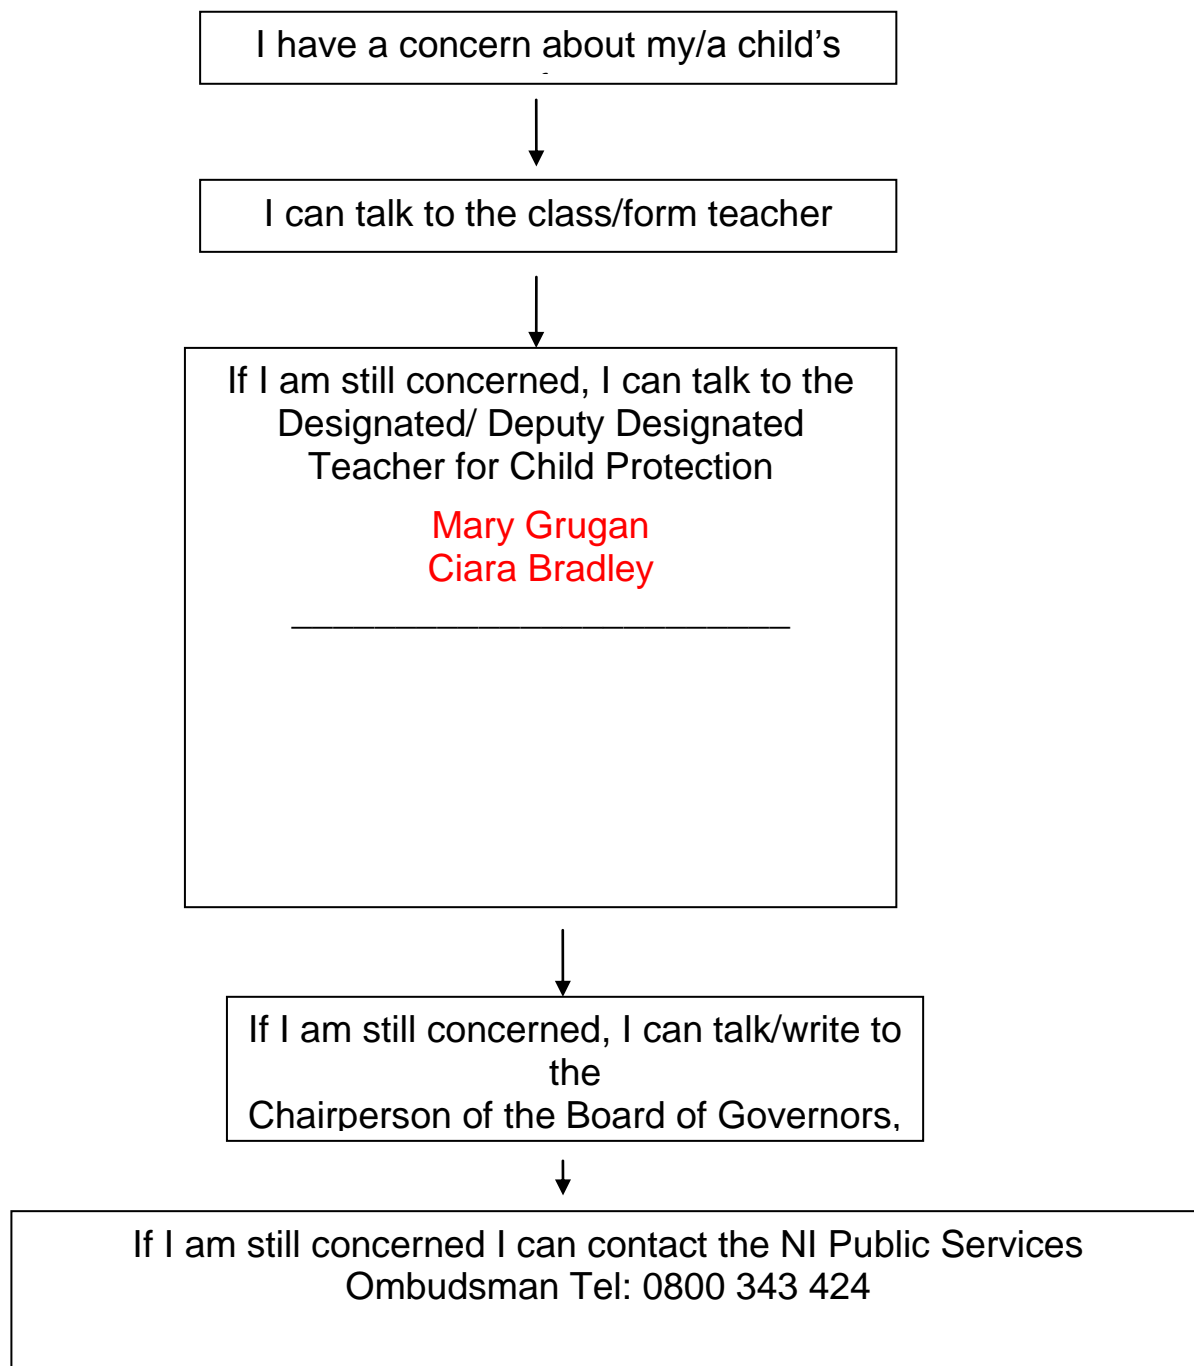 I have a concern about my/a child’s
I can talk to the class/form teacher
If I am still concerned, I can talk to the
Designated/ Deputy Designated
Teacher for Child Protection
Mary Grugan
Ciara Bradley
________________________
If I am still concerned, I can talk/write to
the
Chairperson of the Board of Governors,
If I am still concerned I can contact the NI Public Services
Ombudsman Tel: 0800 343 424